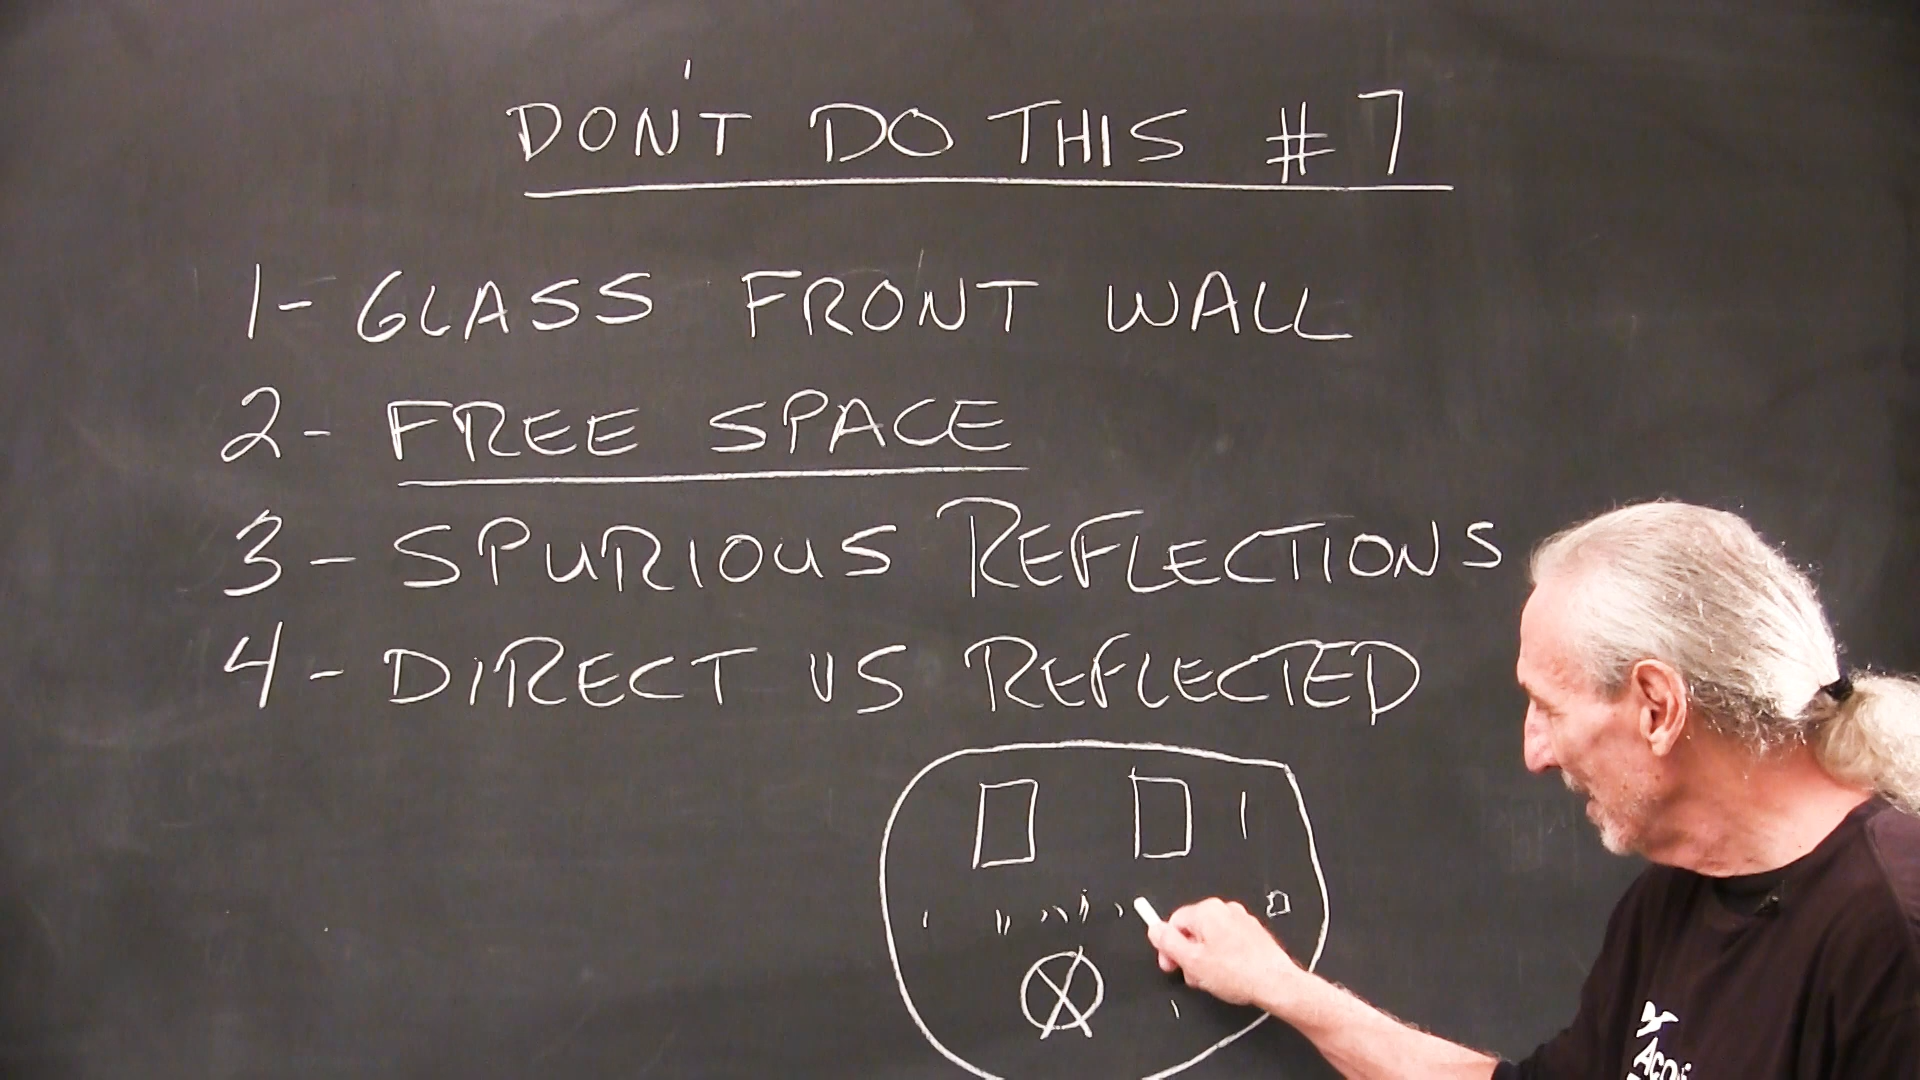 DON'T DO THIS #7
1- GLASS FRONT WALL
2- FREE SPACE
3- SPURIOUS REFLECTIONS
4- DIRECT VS REFLECTED